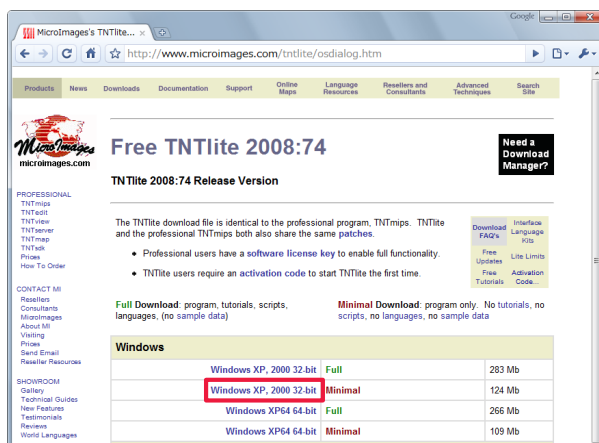 Google
MicroImages's TNTlite...
http://www.microimages.com/tntlite/osdialog.htm
Products
News
Downloads
Documentation
Support
Online Maps
Language Resources
Resellers and Consultants
Advanced Techniques
Search Site
MicroImages
microimages.com
Free TNTlite 2008:74
Need a
Download
Manager?
TNTlite 2008:74 Release Version
PROFESSIONAL
TNTmips
TNTedit
TNTview
TNTserver
TNTmap
TNTsdk
Prices
How To Order
CONTACT MI
Resellers
Consultants
MicroImages
About MI
Visiting
Prices
Send Email
Reseller Resources
SHOWROOM
Gallery
Technical Guides
New Features
Testimonials
Reviews
World Languages
The TNTlite download file is identical to the professional program, TNTmips. TNTlite
and the professional TNTmips both also share the same patches.
• Professional users have a software license key to enable full functionality.
• TNTlite users require an activation code to start TNTlite the first time.
Download FAQ's
Interface Language Kits
Free Updates
Lite Limits
Free Tutorials
Activation Code...
Full Download: program, tutorials, scripts,
languages, (no sample data)
Minimal Download: program only. No tutorials, no
scripts, no languages, no sample data
Windows
Windows XP, 2000 32-bit Full 283 Mb
Windows XP, 2000 32-bit Minimal 124 Mb
Windows XP64 64-bit Full 266 Mb
Windows XP64 64-bit Minimal 109 Mb